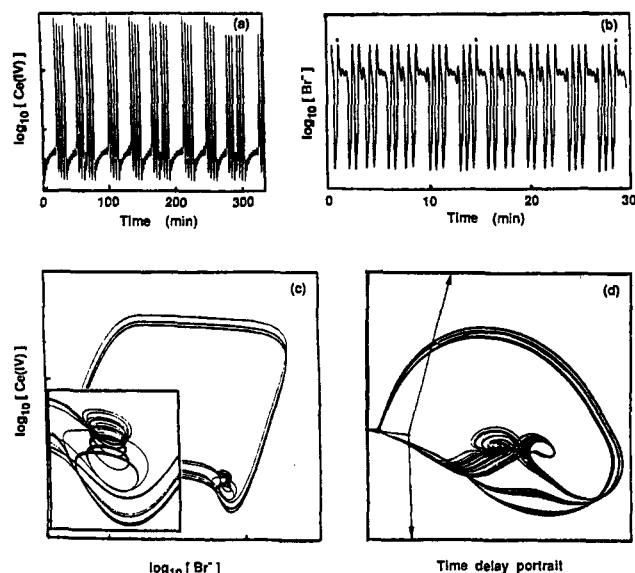 (a)
log10 [ Ce(IV)]
0 100 200 300
Time (min)
(b)
log10 [ Br⁻]
0 10 20 30
Time (min)
(c)
log10 [ Ce(IV)]
log10 [ Br⁻]
(d)
Time delay portrait